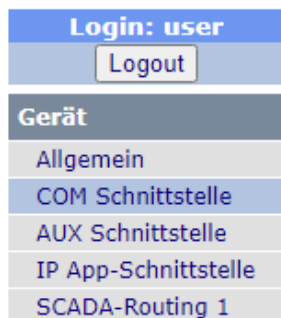 Login: user
Logout
Gerät
Allgemein
COM Schnittstelle
AUX Schnittstelle
IP App-Schnittstelle
SCADA-Routing 1